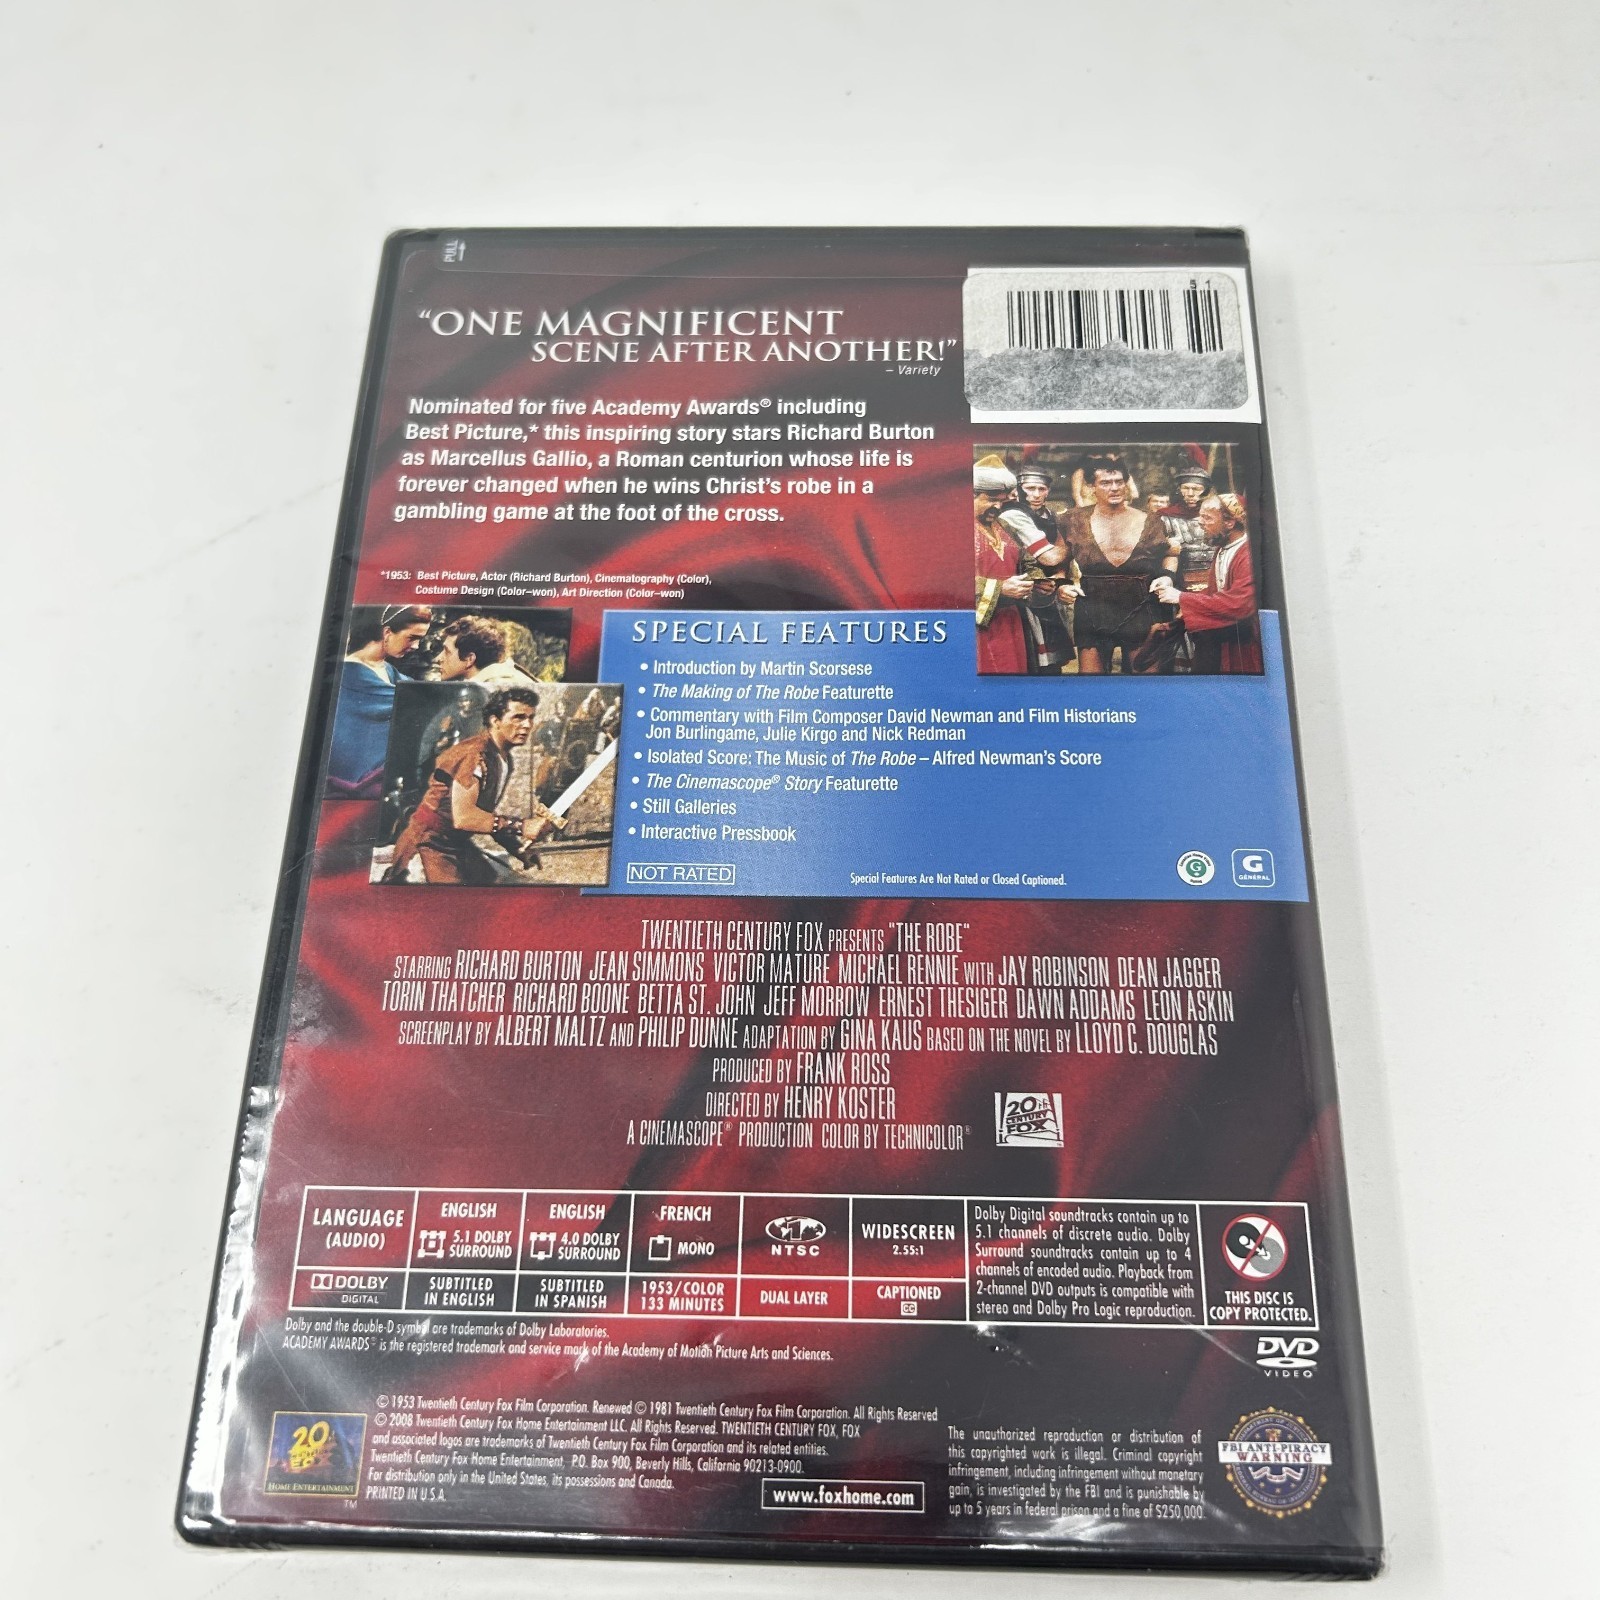 PULL
5 1
"ONE MAGNIFICENT
SCENE AFTER ANOTHER!"
– Variety
Nominated for five Academy Awards® including
Best Picture,* this inspiring story stars Richard Burton
as Marcellus Gallio, a Roman centurion whose life is
forever changed when he wins Christ's robe in a
gambling game at the foot of the cross.
*1953: Best Picture, Actor (Richard Burton), Cinematography (Color),
Costume Design (Color–won), Art Direction (Color–won)
SPECIAL FEATURES
• Introduction by Martin Scorsese
• The Making of The Robe Featurette
• Commentary with Film Composer David Newman and Film Historians
Jon Burlingame, Julie Kirgo and Nick Redman
• Isolated Score: The Music of The Robe – Alfred Newman's Score
• The Cinemascope® Story Featurette
• Still Galleries
• Interactive Pressbook
NOT RATED
Special Features Are Not Rated or Closed Captioned.
G
G
GÉNÉRAL
TWENTIETH CENTURY FOX PRESENTS "THE ROBE"
STARRING RICHARD BURTON JEAN SIMMONS VICTOR MATURE MICHAEL RENNIE WITH JAY ROBINSON DEAN JAGGER
TORIN THATCHER RICHARD BOONE BETTA ST. JOHN JEFF MORROW ERNEST THESIGER DAWN ADDAMS LEON ASKIN
SCREENPLAY BY ALBERT MALTZ AND PHILIP DUNNE ADAPTATION BY GINA KAUS BASED ON THE NOVEL BY LLOYD C. DOUGLAS
PRODUCED BY FRANK ROSS
DIRECTED BY HENRY KOSTER
A CINEMASCOPE® PRODUCTION COLOR BY TECHNICOLOR®
20th
CENTURY
FOX
LANGUAGE
(AUDIO)
ENGLISH
5.1 DOLBY
SURROUND
ENGLISH
4.0 DOLBY
SURROUND
FRENCH
MONO
1
NTSC
WIDESCREEN
2.55:1
DOLBY
DIGITAL
SUBTITLED
IN ENGLISH
SUBTITLED
IN SPANISH
1953/COLOR
133 MINUTES
DUAL LAYER
CAPTIONED
CC
Dolby Digital soundtracks contain up to
5.1 channels of discrete audio. Dolby
Surround soundtracks contain up to 4
channels of encoded audio. Playback from
2-channel DVD outputs is compatible with
stereo and Dolby Pro Logic reproduction.
THIS DISC IS
COPY PROTECTED.
Dolby and the double-D symbol are trademarks of Dolby Laboratories.
ACADEMY AWARDS® is the registered trademark and service mark of the Academy of Motion Picture Arts and Sciences.
DVD
VIDEO
© 1953 Twentieth Century Fox Film Corporation. Renewed © 1981 Twentieth Century Fox Film Corporation. All Rights Reserved
© 2008 Twentieth Century Fox Home Entertainment LLC. All Rights Reserved. TWENTIETH CENTURY FOX, FOX
and associated logos are trademarks of Twentieth Century Fox Film Corporation and its related entities.
Twentieth Century Fox Home Entertainment, P.O. Box 900, Beverly Hills, California 90213-0900.
For distribution only in the United States, its possessions and Canada.
PRINTED IN U.S.A.
20th
CENTURY
FOX
HOME ENTERTAINMENT
TM
www.foxhome.com
The unauthorized reproduction or distribution of
this copyrighted work is illegal. Criminal copyright
infringement, including infringement without monetary
gain, is investigated by the FBI and is punishable by
up to 5 years in federal prison and a fine of $250,000.
FBI ANTI-PIRACY
WARNING